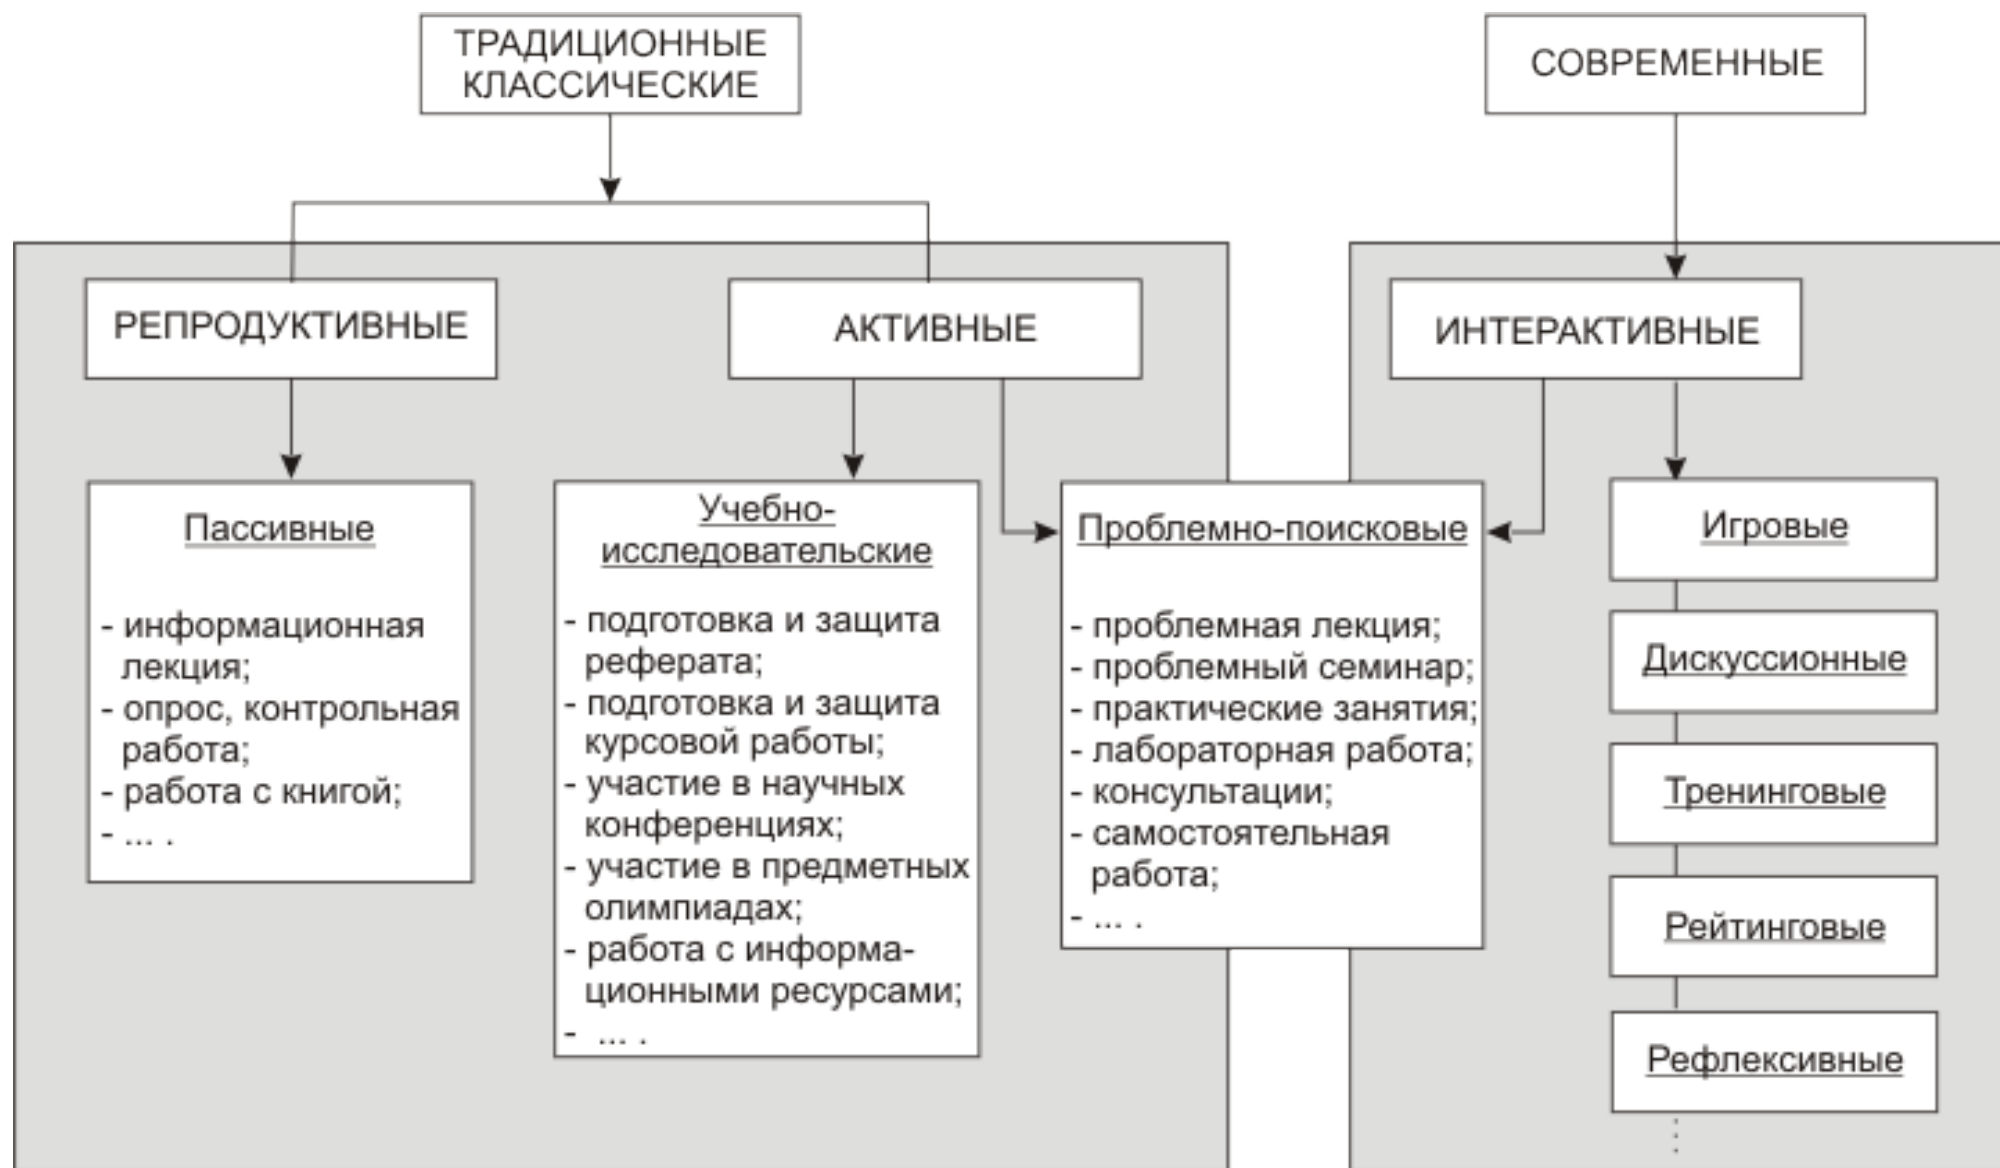 ТРАДИЦИОННЫЕ
КЛАССИЧЕСКИЕ
СОВРЕМЕННЫЕ
РЕПРОДУКТИВНЫЕ
АКТИВНЫЕ
ИНТЕРАКТИВНЫЕ
Пассивные
- информационная
лекция;
- опрос, контрольная
работа;
- работа с книгой;
- ... .
Учебно-
исследовательские
- подготовка и защита
реферата;
- подготовка и защита
курсовой работы;
- участие в научных
конференциях;
- участие в предметных
олимпиадах;
- работа с информа-
ционными ресурсами;
- ... .
Проблемно-поисковые
- проблемная лекция;
- проблемный семинар;
- практические занятия;
- лабораторная работа;
- консультации;
- самостоятельная
работа;
- ... .
Игровые
Дискуссионные
Тренинговые
Рейтинговые
Рефлексивные